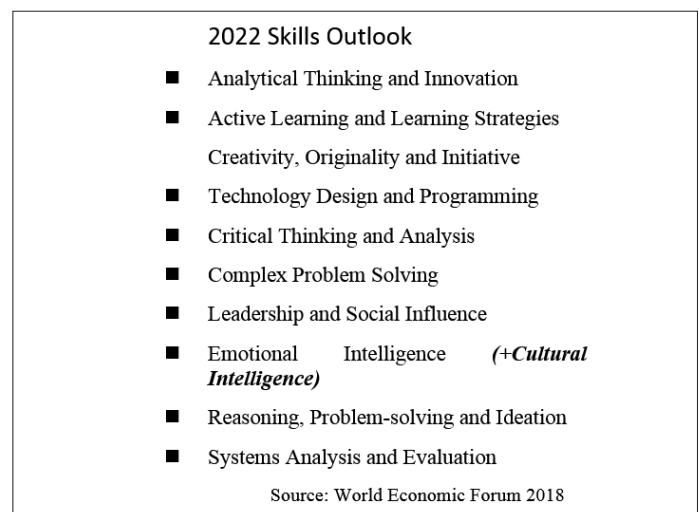 2022 Skills Outlook
■ Analytical Thinking and Innovation
■ Active Learning and Learning Strategies
Creativity, Originality and Initiative
■ Technology Design and Programming
■ Critical Thinking and Analysis
■ Complex Problem Solving
■ Leadership and Social Influence
■ Emotional Intelligence (+Cultural
Intelligence)
■ Reasoning, Problem-solving and Ideation
■ Systems Analysis and Evaluation
Source: World Economic Forum 2018